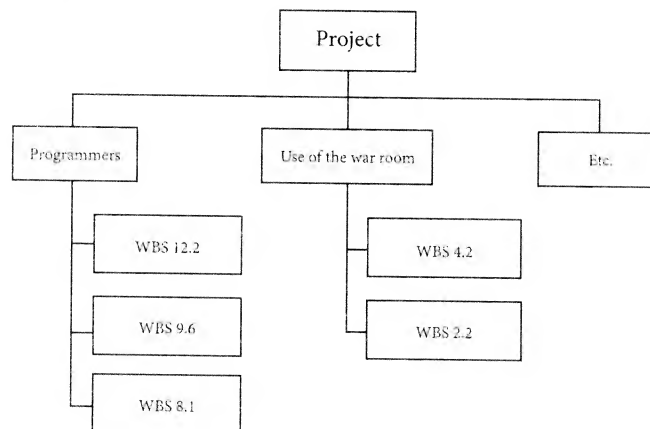 Project
Programmers
Use of the war room
Etc.
WBS 12.2
WBS 4.2
WBS 9.6
WBS 2.2
WBS 8.1